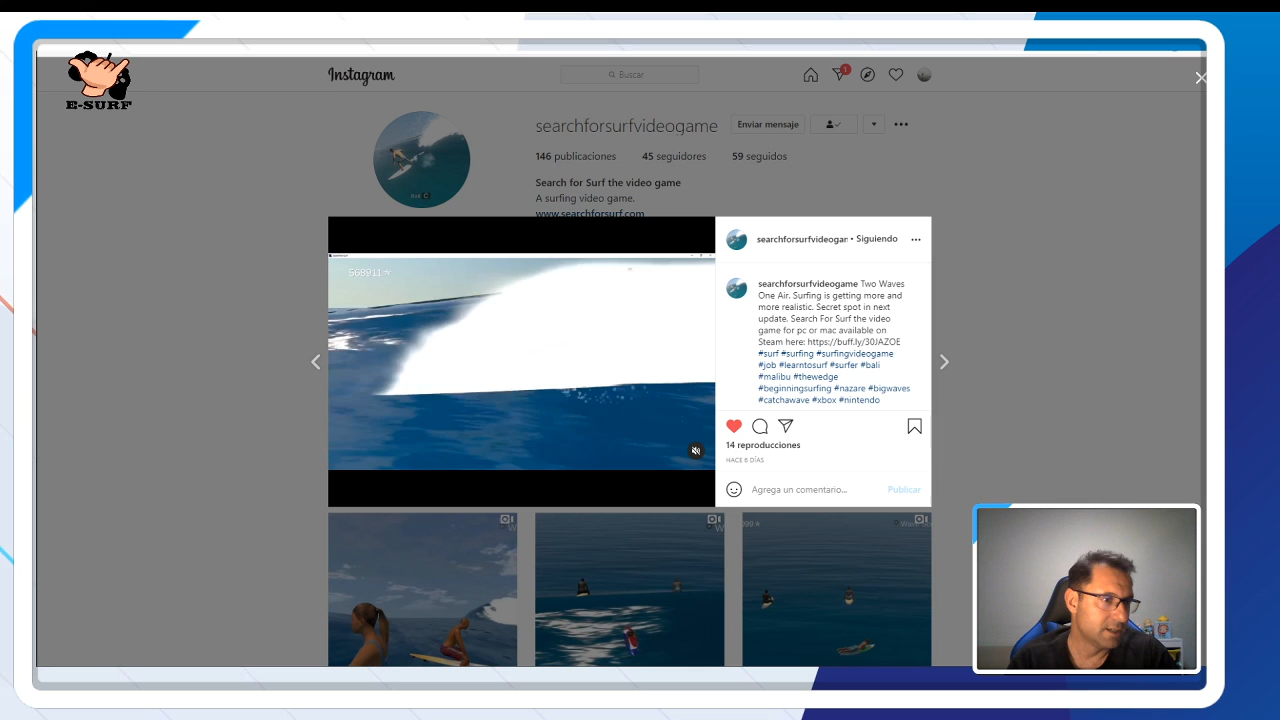 E-SURF
Instagram
Buscar
1
searchforsurfvideogame
Enviar mensaje
146 publicaciones 45 seguidores 59 seguidos
Search for Surf the video game
A surfing video game.
www.searchforsurf.com
568911
searchforsurfvideogar • Siguiendo
searchforsurfvideogame Two Waves
One Air. Surfing is getting more and
more realistic. Secret spot in next
update. Search For Surf the video
game for pc or mac available on
Steam here: https://buff.ly/30JAZOE
#surf #surfing #surfingvideogame
#job #learntosurf #surfer #bali
#malibu #thewedge
#beginningsurfing #nazare #bigwaves
#catchawave #xbox #nintendo
14 reproducciones
HACE 6 DÍAS
Agrega un comentario...
Publicar